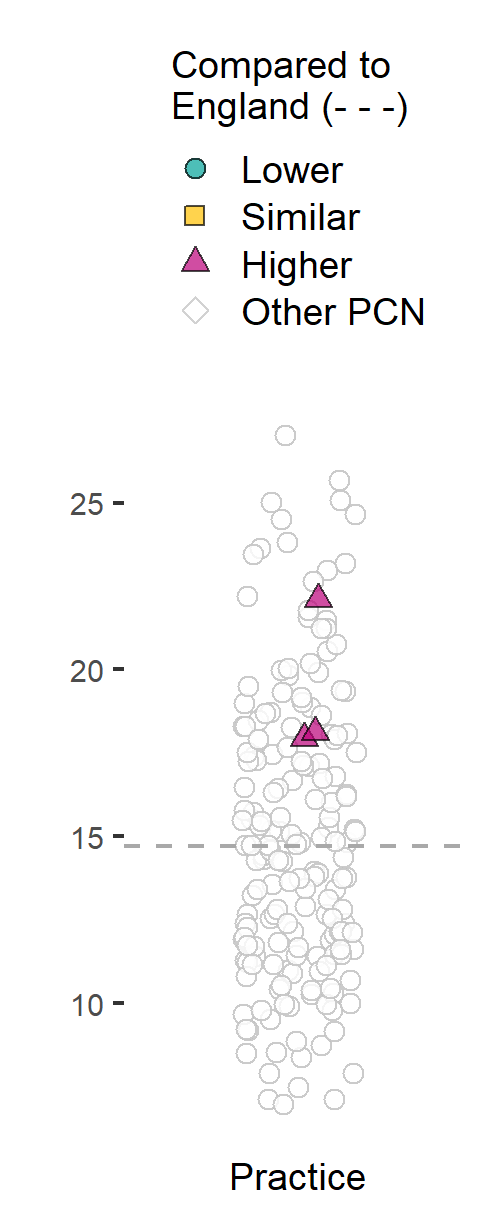 Compared to
England (- - -)
Lower
Similar
Higher
Other PCN
25
20
15
10
Practice